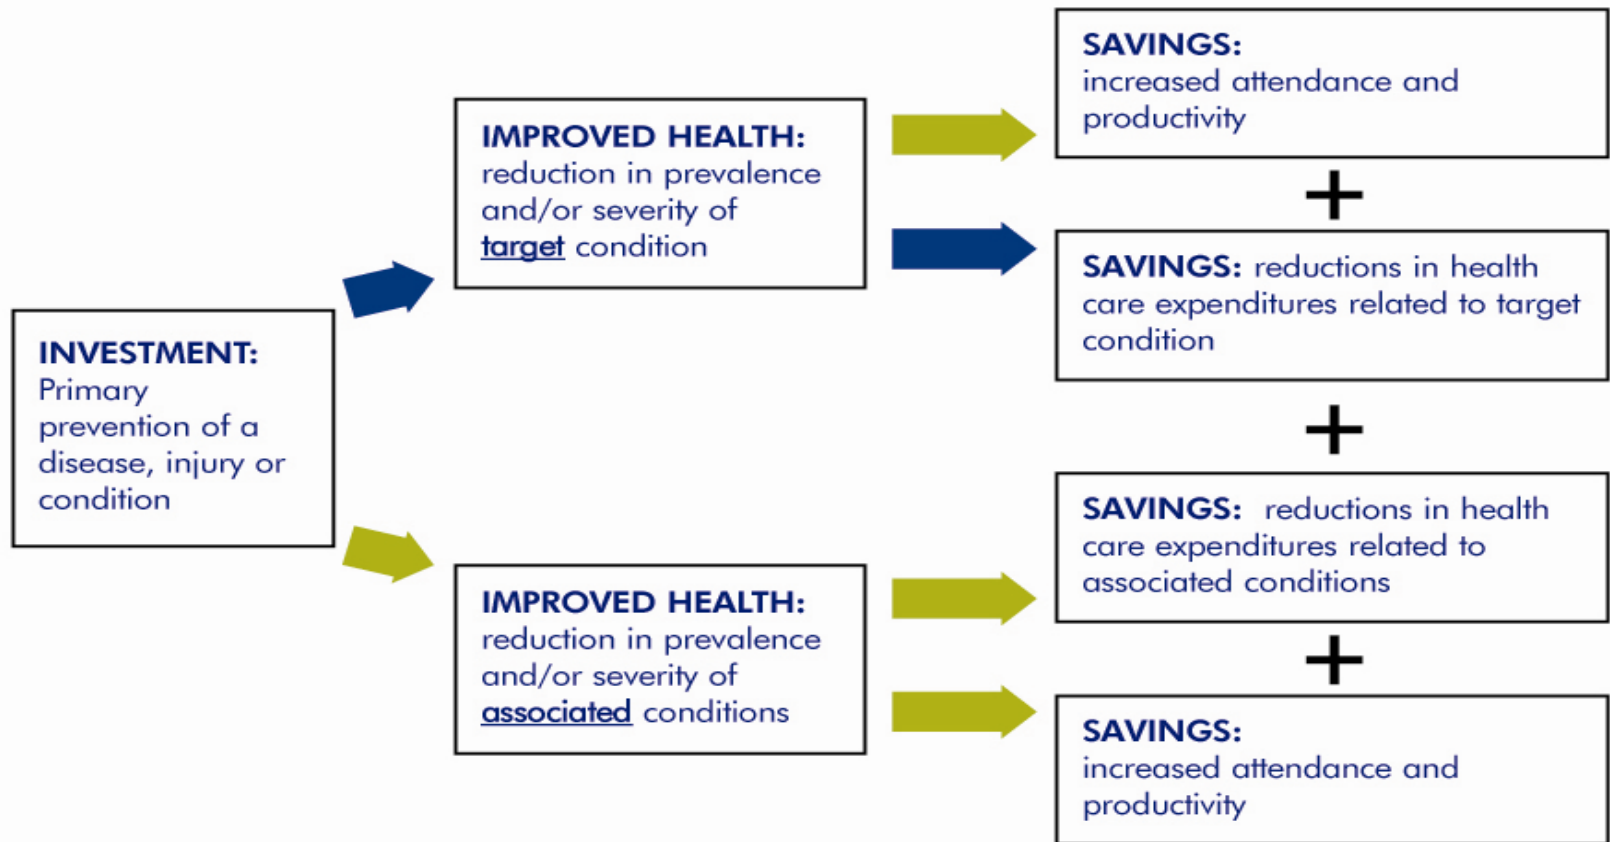 INVESTMENT:
Primary
prevention of a
disease, injury or
condition
IMPROVED HEALTH:
reduction in prevalence
and/or severity of
target condition
IMPROVED HEALTH:
reduction in prevalence
and/or severity of
associated conditions
SAVINGS:
increased attendance and
productivity
+
SAVINGS: reductions in health
care expenditures related to target
condition
+
SAVINGS: reductions in health
care expenditures related to
associated conditions
+
SAVINGS:
increased attendance and
productivity